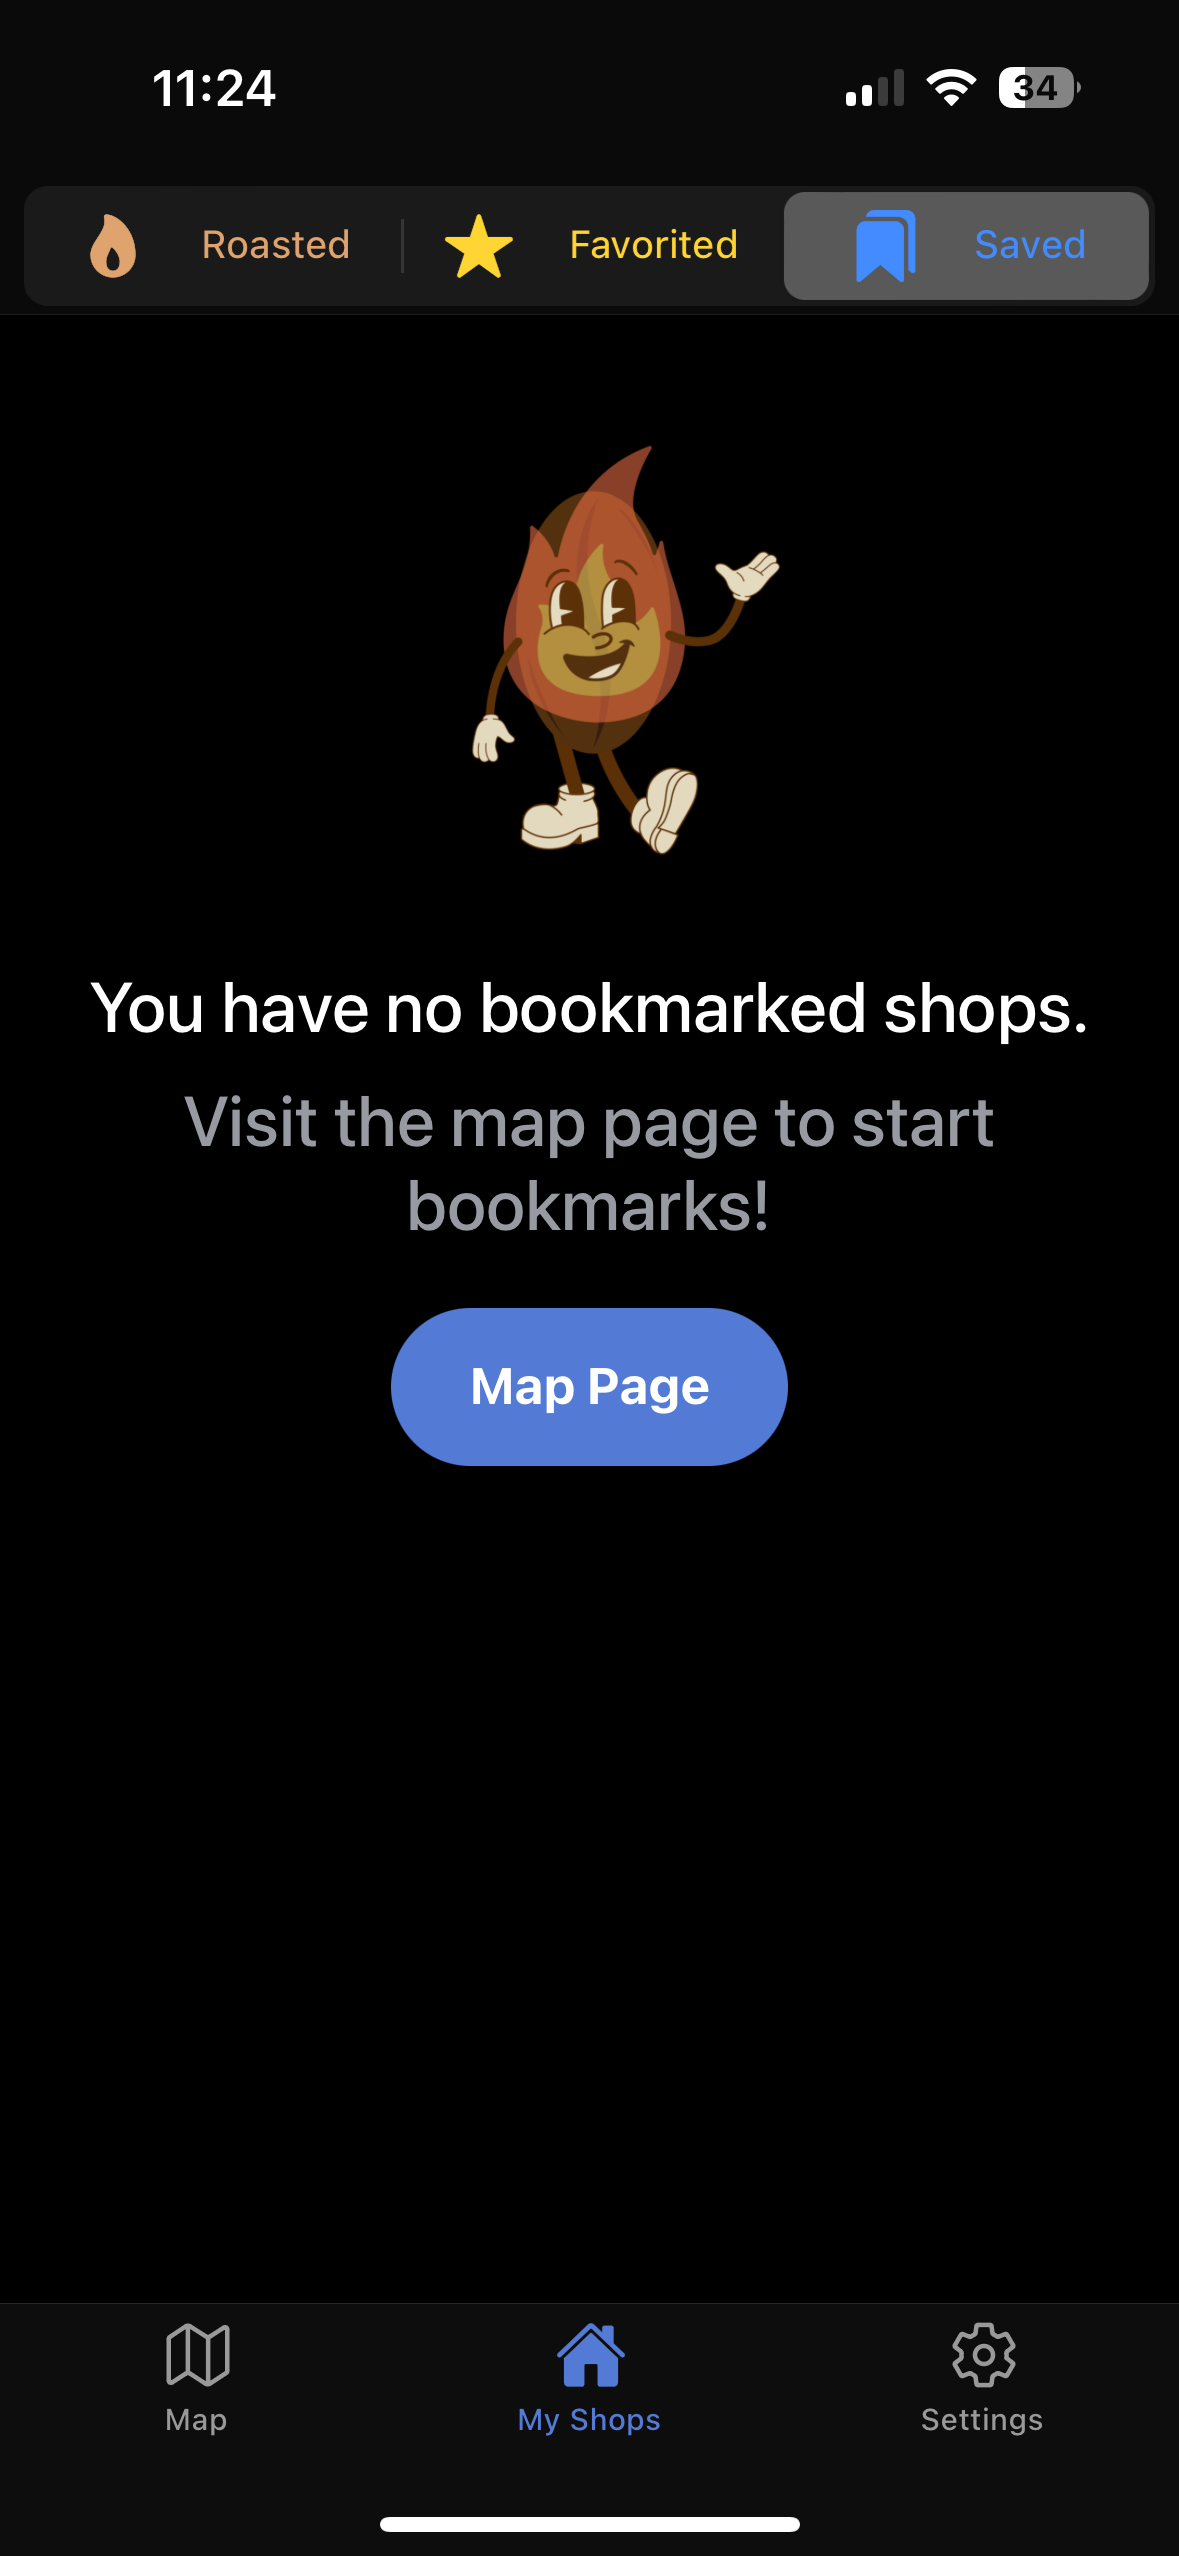 11:24
34
Roasted
Favorited
Saved
You have no bookmarked shops.
Visit the map page to start
bookmarks!
Map Page
Map
My Shops
Settings